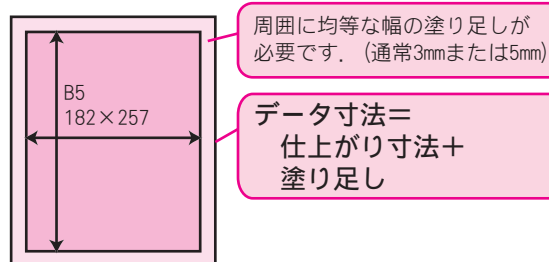 周囲に均等な幅の塗り足しが
必要です．(通常3mmまたは5mm)
B5
182×257
データ寸法＝
仕上がり寸法＋
塗り足し